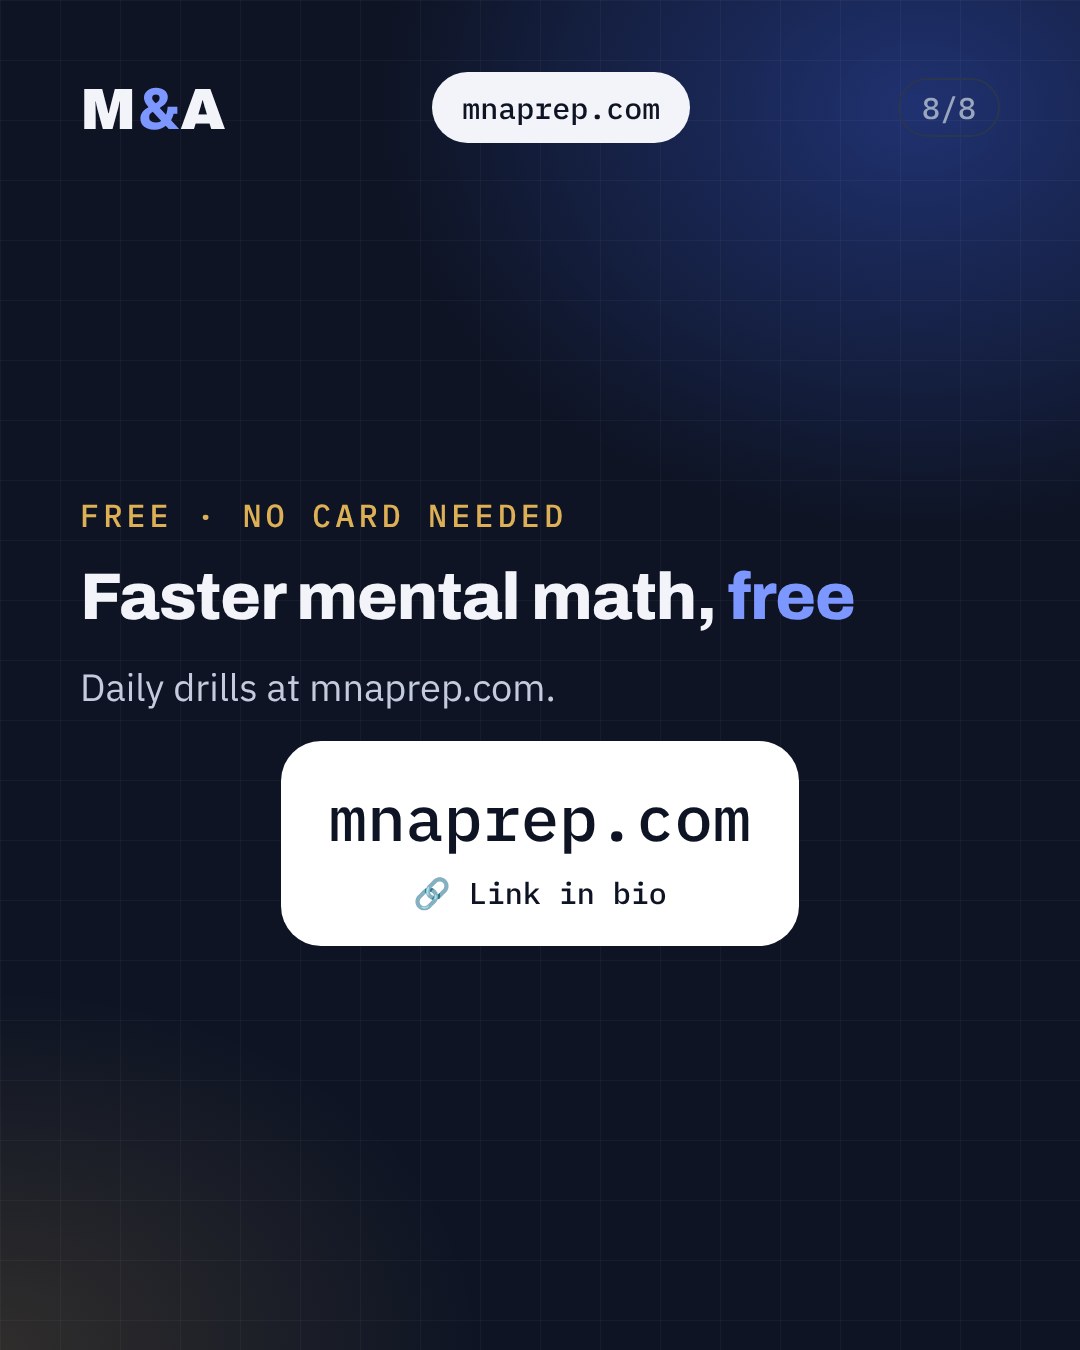 M&A
mnaprep.com
8/8
FREE · NO CARD NEEDED
Faster mental math, free
Daily drills at mnaprep.com.
mnaprep.com
🔗 Link in bio